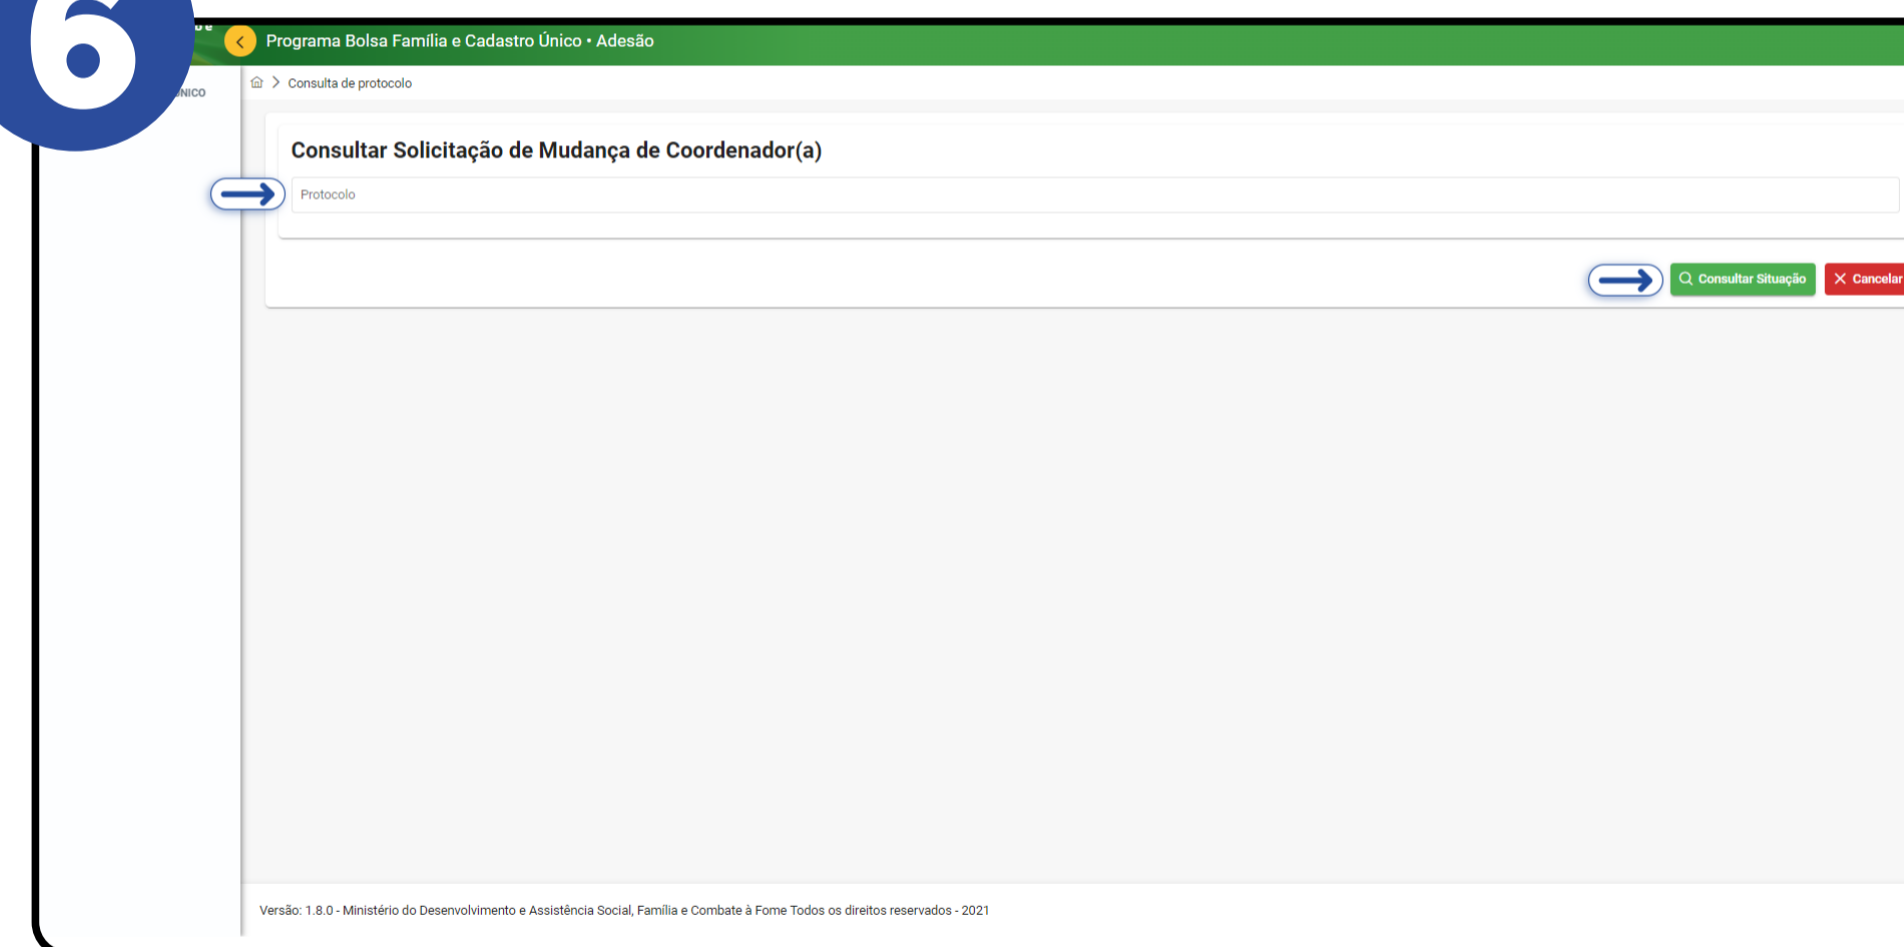 6
Programa Bolsa Família e Cadastro Único • Adesão
Consulta de protocolo
Consultar Solicitação de Mudança de Coordenador(a)
Protocolo
Consultar Situação
Cancelar
Versão: 1.8.0 - Ministério do Desenvolvimento e Assistência Social, Família e Combate à Fome Todos os direitos reservados - 2021